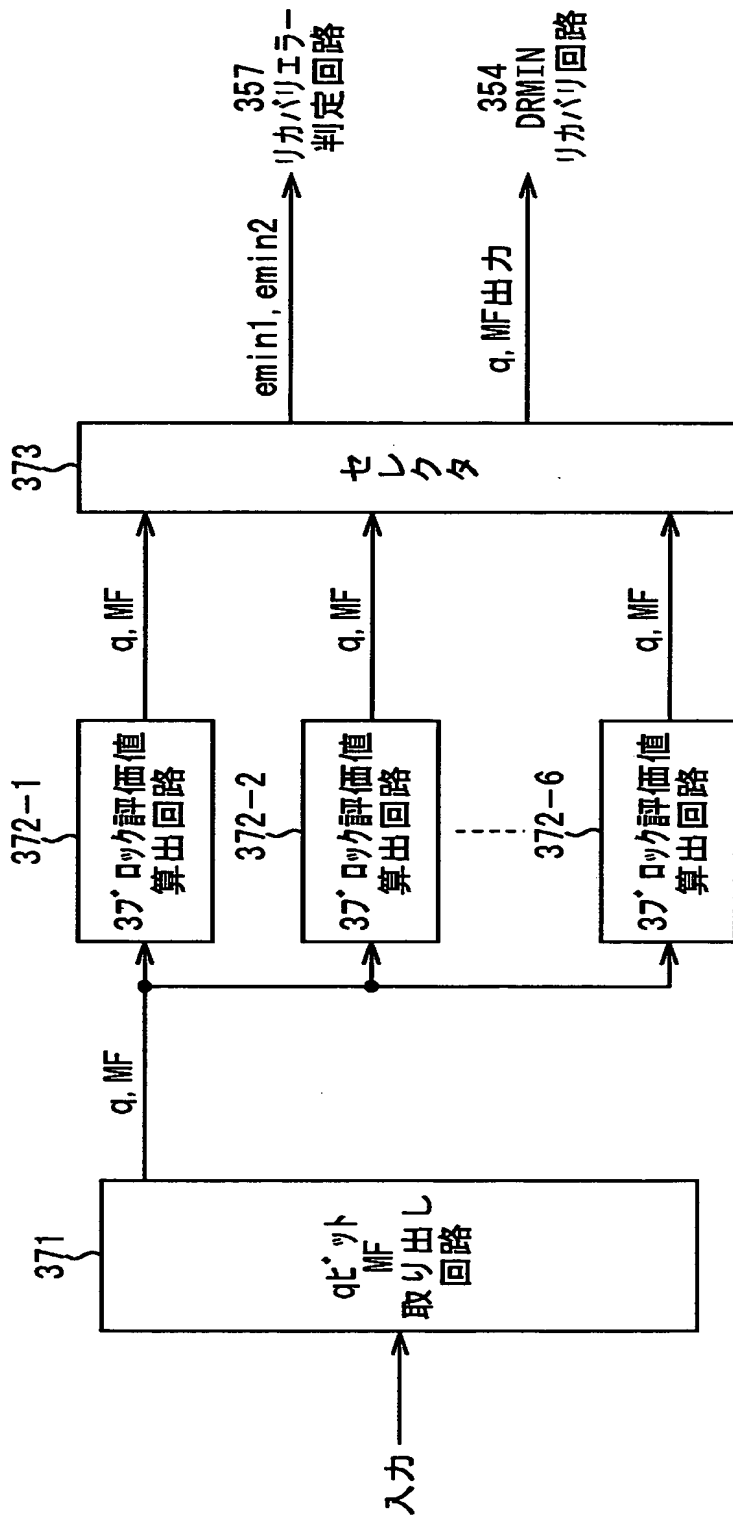 入力
371
qビット
MF
取り出し
回路
q, MF
372-1
3ブロック評価値
算出回路
q, MF
372-2
3ブロック評価値
算出回路
q, MF
372-6
3ブロック評価値
算出回路
q, MF
373
セレクタ
emin1, emin2
357
リカバリエラー
判定回路
q, MF出力
354
DRMIN
リカバリ回路